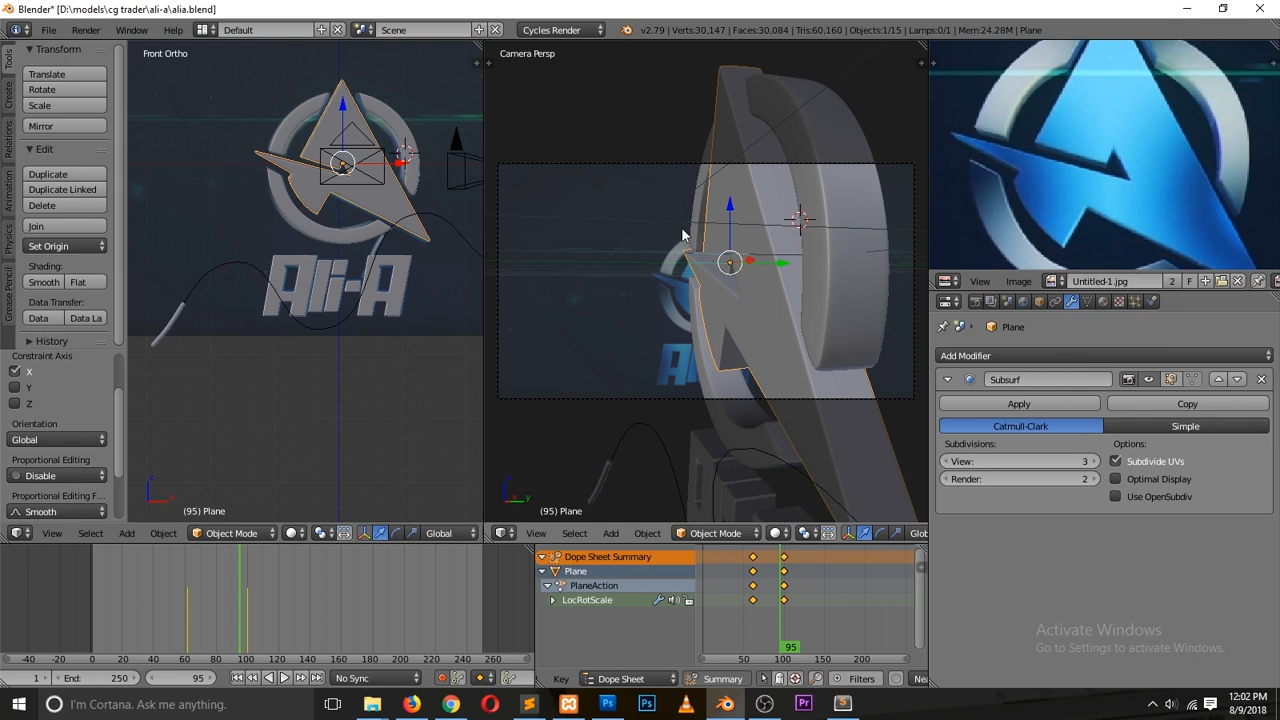 Blender* [D:\models\cg trader\ali-a\alia.blend]
File Render Window Help Default Scene Cycles Render v2.79 | Verts:30,147 | Faces:30,084 | Tris:60,160 | Objects:1/15 | Lamps:0/1 | Mem:24.28M | Plane
Tools
Create
Relations
Animation
Physics
Grease Pencil
Transform
Translate
Rotate
Scale
Mirror
Edit
Duplicate
Duplicate Linked
Delete
Join
Set Origin
Shading:
Smooth Flat
Data Transfer:
Data Data La
History
Constraint Axis
X
Y
Z
Orientation
Global
Proportional Editing
Disable
Proportional Editing F...
Smooth
Front Ortho
Ali-A
(95) Plane
View Select Add Object Object Mode Global
Camera Persp
(95) Plane
View Select Add Object Object Mode Glob
View Image Untitled-1.jpg 2 F
Plane
Add Modifier
Subsurf
Apply Copy
Catmull-Clark Simple
Subdivisions: Options:
View: 3 Subdivide UVs
Render: 2 Optimal Display
Use OpenSubdiv
Dope Sheet Summary
Plane
PlaneAction
LocRotScale
95
-40 -20 0 20 40 60 80 100 120 140 160 180 200 220 240 260
50 100 150 200
1 End: 250 95 No Sync
Key Dope Sheet Summary Filters Ne
Activate Windows
Go to Settings to activate Windows.
I'm Cortana. Ask me anything.
12:02 PM
8/9/2018